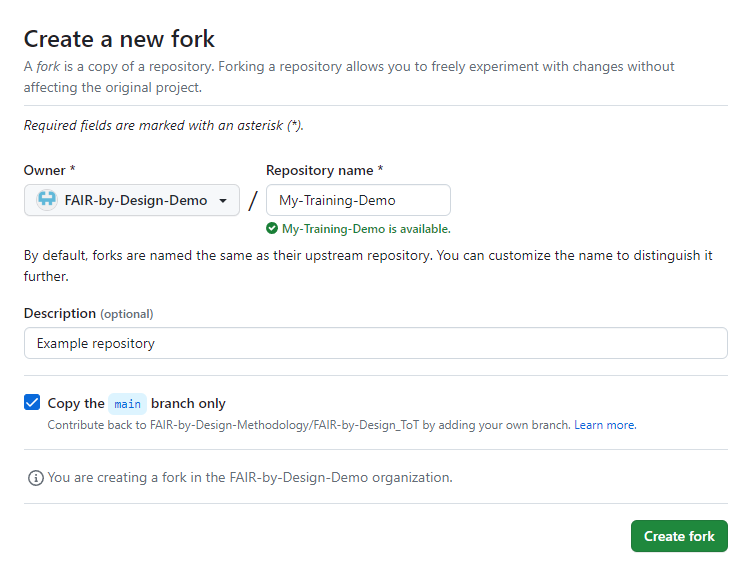 Create a new fork
A fork is a copy of a repository. Forking a repository allows you to freely experiment with changes without
affecting the original project.
Required fields are marked with an asterisk (*).
Owner *
Repository name *
FAIR-by-Design-Demo
/
My-Training-Demo
My-Training-Demo is available.
By default, forks are named the same as their upstream repository. You can customize the name to distinguish it
further.
Description (optional)
Example repository
Copy the main branch only
Contribute back to FAIR-by-Design-Methodology/FAIR-by-Design_ToT by adding your own branch. Learn more.
You are creating a fork in the FAIR-by-Design-Demo organization.
Create fork